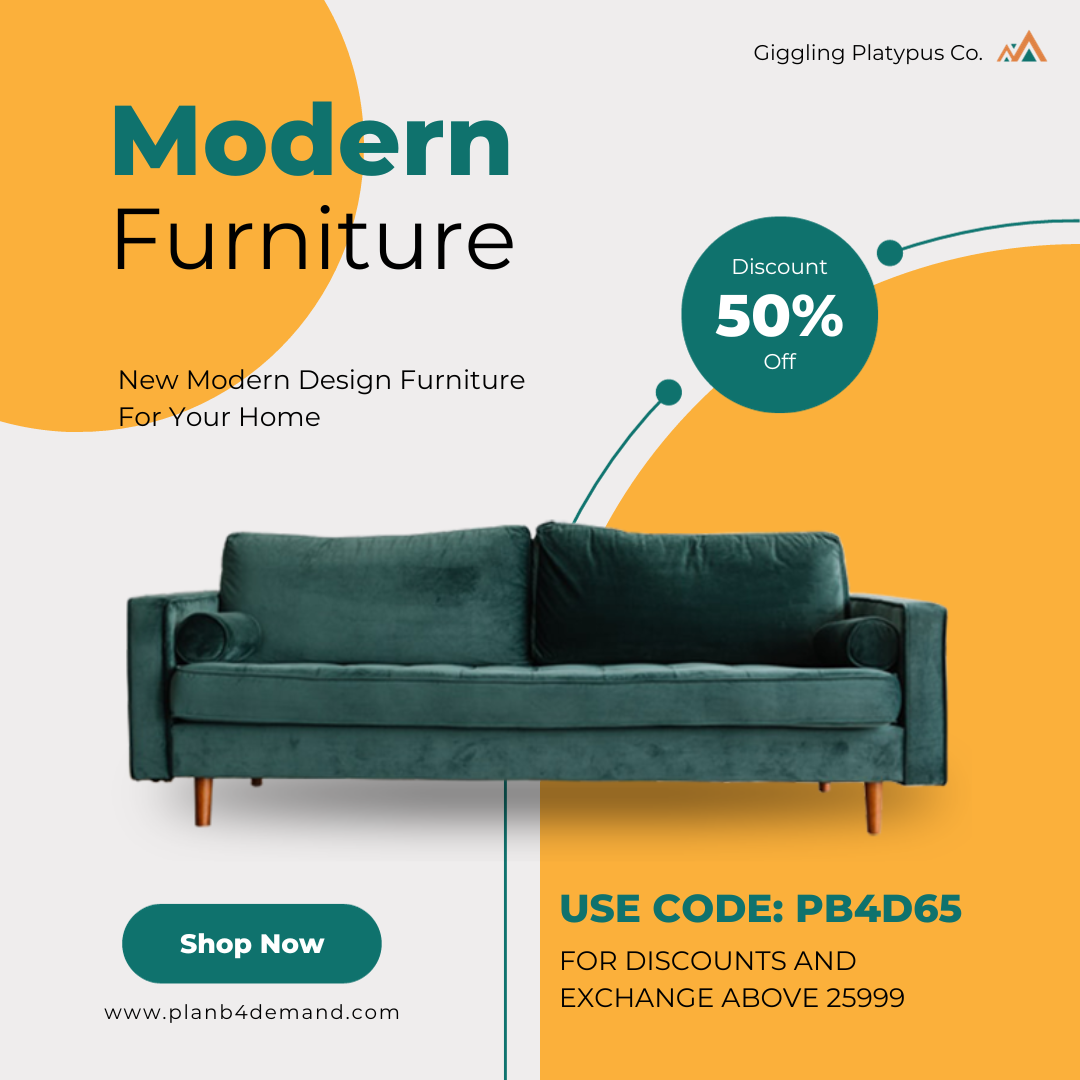 Giggling Platypus Co.
Modern
Furniture
Discount
50%
Off
New Modern Design Furniture
For Your Home
USE CODE: PB4D65
FOR DISCOUNTS AND
EXCHANGE ABOVE 25999
Shop Now
www.planb4demand.com